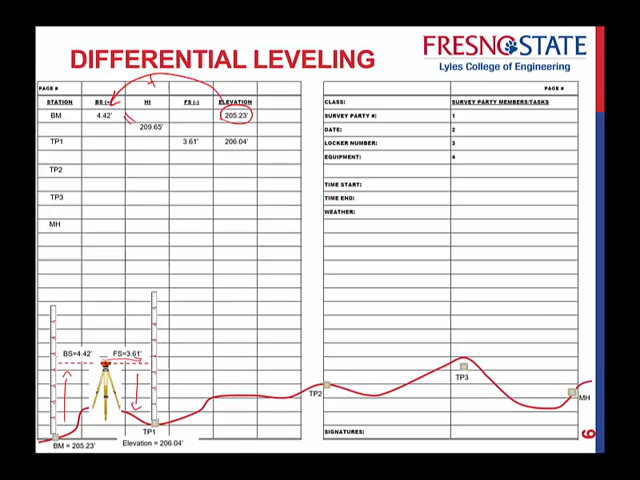 DIFFERENTIAL LEVELING
FRESNO STATE
Lyles College of Engineering
PAGE #
STATION BS (+) HI FS (-) ELEVATION
BM 4.42' 205.23'
209.65'
TP1 3.61' 206.04'
TP2
TP3
MH
PAGE #
CLASS: SURVEY PARTY MEMBERS/TASKS
SURVEY PARTY #: 1
DATE: 2
LOCKER NUMBER: 3
EQUIPMENT: 4
TIME START:
TIME END:
WEATHER:
SIGNATURES:
+
BS=4.42' FS=3.61'
TP1
BM = 205.23'
Elevation = 206.04'
TP2
TP3
MH
9